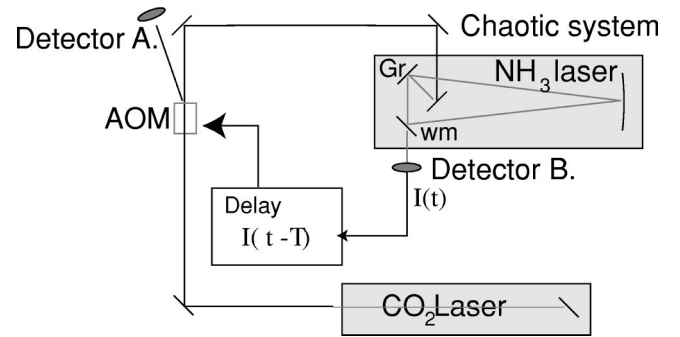 Detector A.
Chaotic system
Gr
NH3 laser
AOM
wm
Detector B.
I(t)
Delay
I( t -T)
CO2Laser